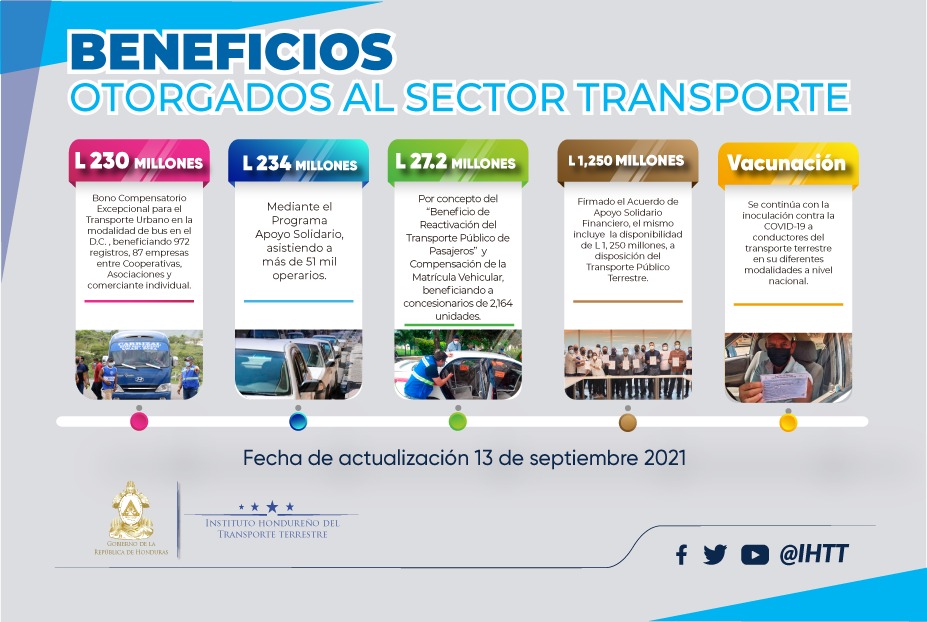 BENEFICIOS
OTORGADOS AL SECTOR TRANSPORTE
L 230 MILLONES
Bono Compensatorio
Excepcional para el
Transporte Urbano en la
modalidad de bus en el
D.C. , beneficiando 972
registros, 87 empresas
entre Cooperativas,
Asociaciones y
comerciante individual.
L 234 MILLONES
Mediante el
Programa
Apoyo Solidario,
asistiendo a
más de 51 mil
operarios.
L 27.2 MILLONES
Por concepto del
“Beneficio de
Reactivación del
Transporte Público de
Pasajeros” y
Compensación de la
Matrícula Vehicular,
beneficiando a
concesionarios de 2,164
unidades.
L 1,250 MILLONES
Firmado el Acuerdo de
Apoyo Solidario
Financiero, el mismo
incluye la disponibilidad
de L 1, 250 millones, a
disposición del
Transporte Público
Terrestre.
Vacunación
Se continúa con la
inoculación contra la
COVID-19 a
conductores del
transporte terrestre
en su diferentes
modalidades a nivel
nacional.
Fecha de actualización 13 de septiembre 2021
GOBIERNO DE LA
REPÚBLICA DE HONDURAS
INSTITUTO HONDUREÑO DEL
TRANSPORTE TERRESTRE
@IHTT